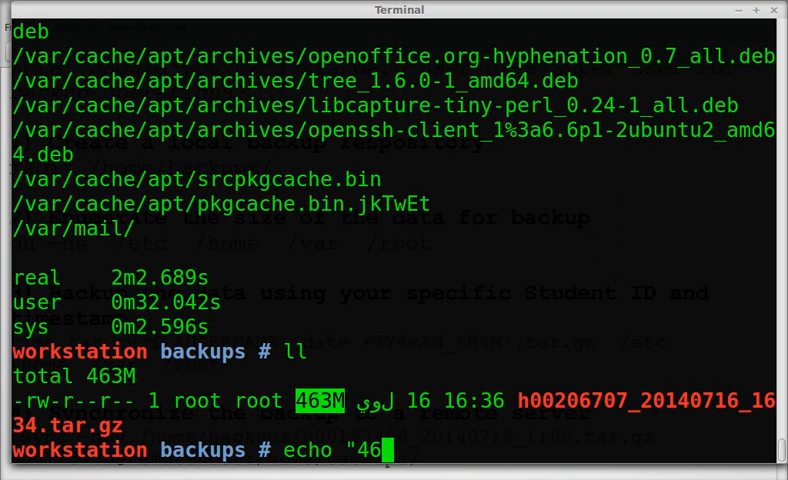 Terminal
deb
/var/cache/apt/archives/openoffice.org-hyphenation_0.7_all.deb
/var/cache/apt/archives/tree_1.6.0-1_amd64.deb
/var/cache/apt/archives/libcapture-tiny-perl_0.24-1_all.deb
/var/cache/apt/archives/openssh-client_1%3a6.6p1-2ubuntu2_amd6
4.deb
/var/cache/apt/srcpkgcache.bin
/var/cache/apt/pkgcache.bin.jkTwEt
/var/mail/
real    2m2.689s
user    0m32.042s
sys     0m2.596s
workstation backups # ll
total 463M
-rw-r--r-- 1 root root 463M يول 16 16:36 h00206707_20140716_16
34.tar.gz
workstation backups # echo "46